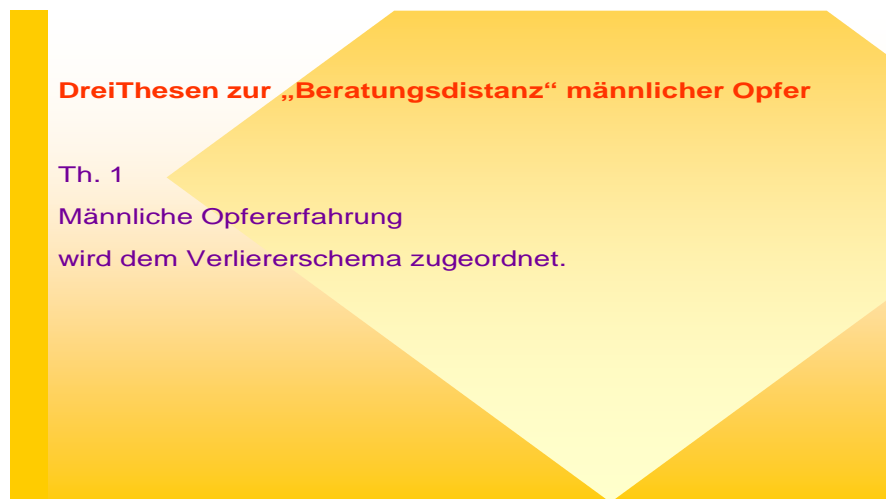 DreiThesen zur „Beratungsdistanz“ männlicher Opfer
Th. 1
Männliche Opfererfahrung
wird dem Verliererschema zugeordnet.